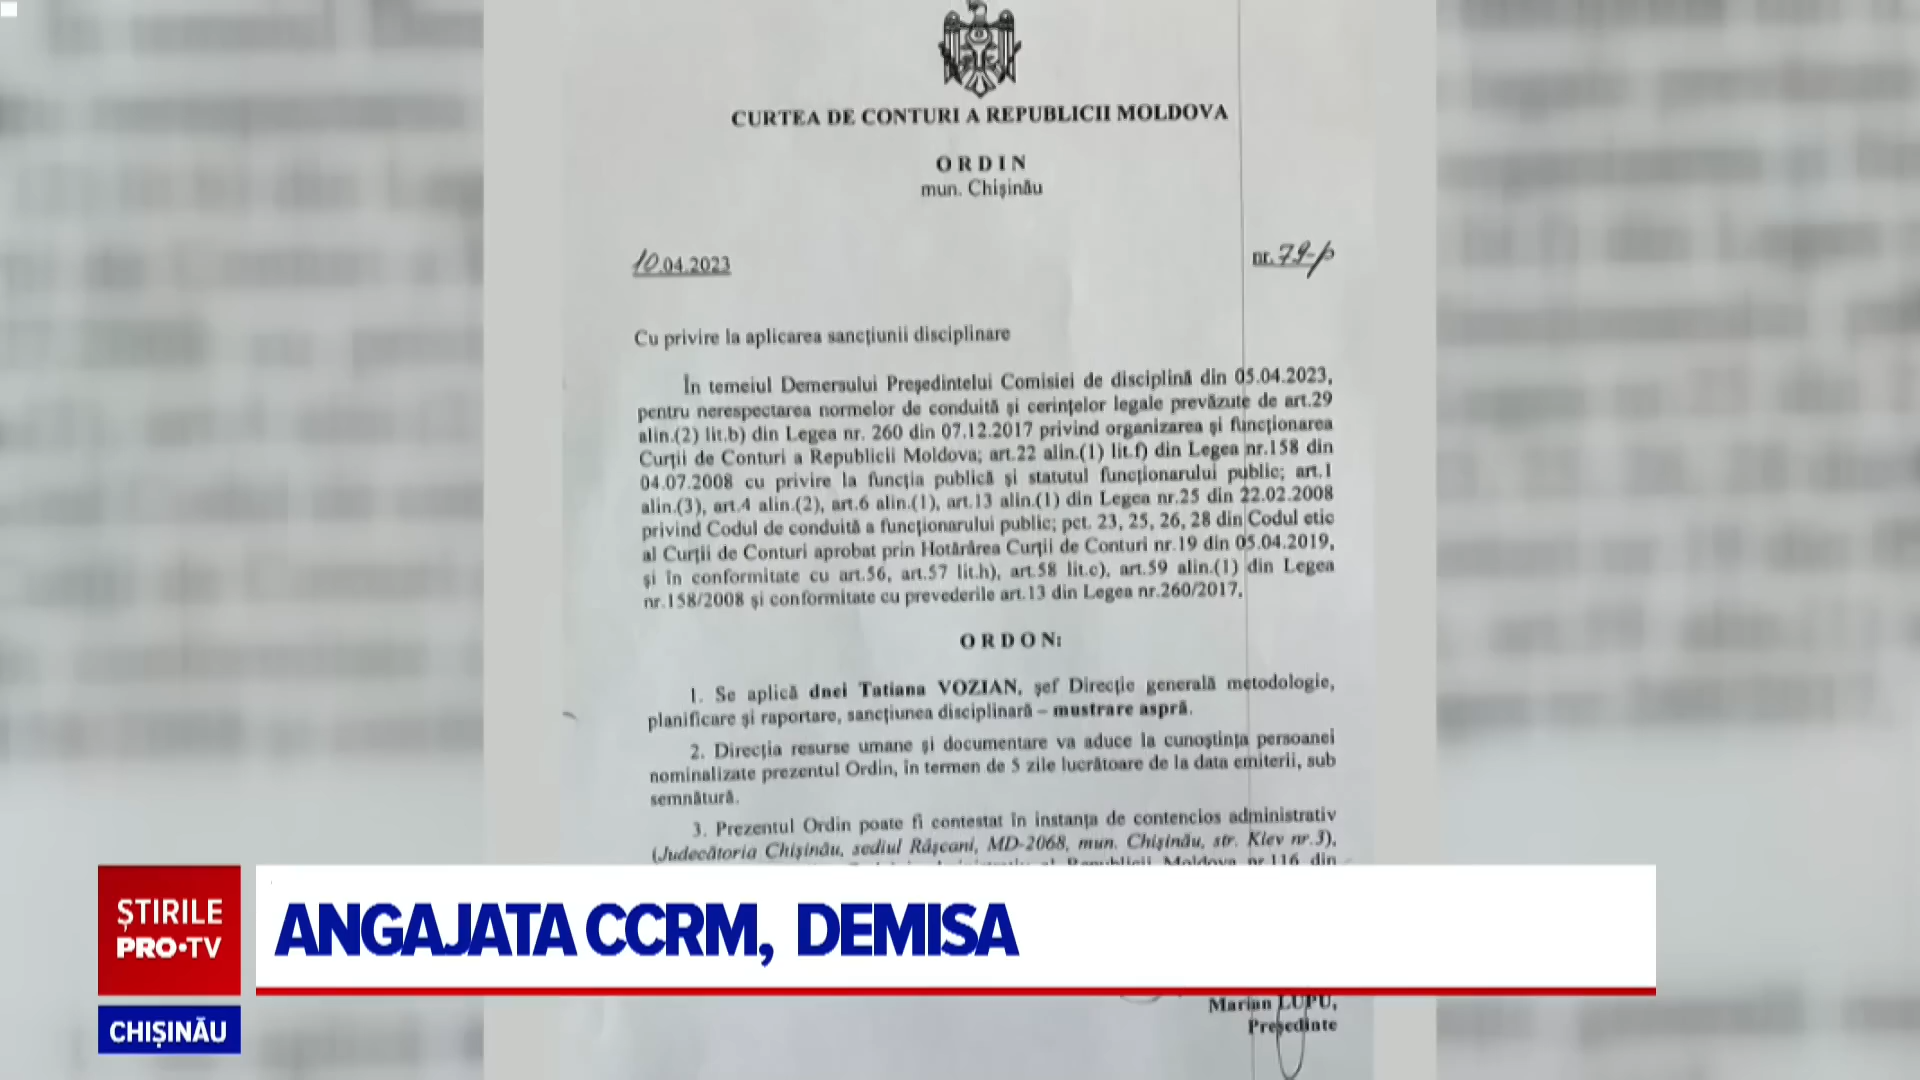 CURTEA DE CONTURI A REPUBLICII MOLDOVA
ORDIN
mun. Chișinău
10.04.2023
nr. 79-p
Cu privire la aplicarea sancțiunii disciplinare
În temeiul Demersului Președintelui Comisiei de disciplină din 05.04.2023,
pentru nerespectarea normelor de conduită și cerințelor legale prevăzute de art.29
alin.(2) lit.b) din Legea nr. 260 din 07.12.2017 privind organizarea și funcționarea
Curții de Conturi a Republicii Moldova; art.22 alin.(1) lit.f) din Legea nr.158 din
04.07.2008 cu privire la funcția publică și statutul funcționarului public; art.1
alin.(3), art.4 alin.(2), art.6 alin.(1), art.13 alin.(1) din Legea nr.25 din 22.02.2008
privind Codul de conduită a funcționarului public; pct. 23, 25, 26, 28 din Codul etic
al Curții de Conturi aprobat prin Hotărârea Curții de Conturi nr.19 din 05.04.2019,
și în conformitate cu art.56, art.57 lit.h), art.58 lit.c), art.59 alin.(1) din Legea
nr.158/2008 și conformitate cu prevederile art.13 din Legea nr.260/2017,
ORDON:
1. Se aplică dnei Tatiana VOZIAN, șef Direcție generală metodologie,
planificare și raportare, sancțiunea disciplinară – mustrare aspră.
2. Direcția resurse umane și documentare va aduce la cunoștința persoanei
nominalizate prezentul Ordin, în termen de 5 zile lucrătoare de la data emiterii, sub
semnătură.
3. Prezentul Ordin poate fi contestat în instanța de contencios administrativ
(Judecătoria Chișinău, sediul Râșcani, MD-2068, mun. Chișinău, str. Kiev nr.3),
al Republicii Moldova nr.116 din
ȘTIRILE
PRO•TV
ANGAJATA CCRM, DEMISA
CHIȘINĂU
Marian LUPU,
Președinte